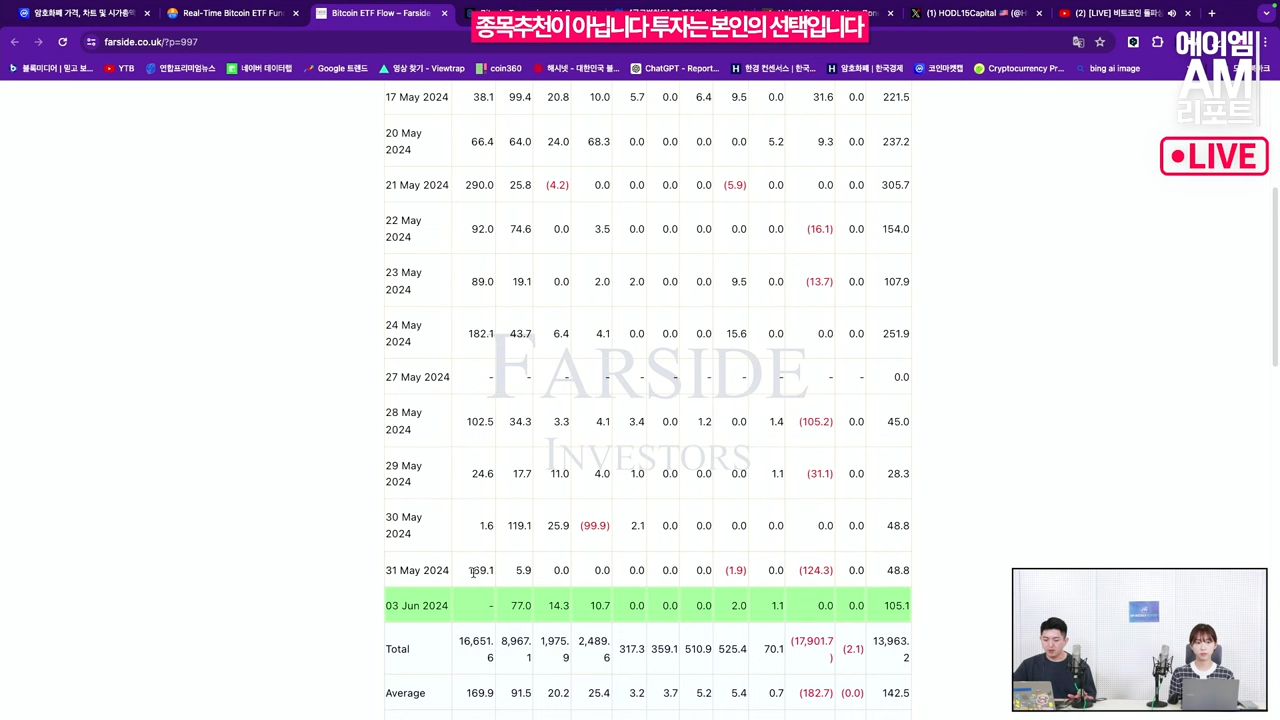 암호화폐 가격, 차트 및 시가총액
Real-Time Bitcoin ETF Fun
Bitcoin ETF Flow – Farside
(1) HODL15Capital 🇺🇸 (@H
(2) [LIVE] 비트코인 돌파
종목추천이 아닙니다 투자는 본인의 선택입니다
farside.co.uk/?p=997
에어엠
AM
리포트
LIVE
블록미디어 | 믿고 보...
YTB
연합프리미엄뉴스
네이버 데이터랩
Google 트렌드
영상 찾기 - Viewtrap
coin360
해시넷 - 대한민국 블...
ChatGPT - Report...
한경 컨센서스 | 한국...
암호화폐 | 한국경제
코인마켓캡
Cryptocurrency Pr...
bing ai image
17 May 2024 38.1 99.4 20.8 10.0 5.7 0.0 6.4 9.5 0.0 31.6 0.0 221.5
20 May
2024 66.4 64.0 24.0 68.3 0.0 0.0 0.0 0.0 5.2 9.3 0.0 237.2
21 May 2024 290.0 25.8 (4.2) 0.0 0.0 0.0 0.0 (5.9) 0.0 0.0 0.0 305.7
22 May
2024 92.0 74.6 0.0 3.5 0.0 0.0 0.0 0.0 0.0 (16.1) 0.0 154.0
23 May
2024 89.0 19.1 0.0 2.0 2.0 0.0 0.0 9.5 0.0 (13.7) 0.0 107.9
24 May
2024 182.1 43.7 6.4 4.1 0.0 0.0 0.0 15.6 0.0 0.0 0.0 251.9
FARSIDE
27 May 2024 - - - - - - - - - - - 0.0
28 May
2024 102.5 34.3 3.3 4.1 3.4 0.0 1.2 0.0 1.4 (105.2) 0.0 45.0
INVESTORS
29 May
2024 24.6 17.7 11.0 4.0 1.0 0.0 0.0 0.0 1.1 (31.1) 0.0 28.3
30 May
2024 1.6 119.1 25.9 (99.9) 2.1 0.0 0.0 0.0 0.0 0.0 0.0 48.8
31 May 2024 169.1 5.9 0.0 0.0 0.0 0.0 0.0 (1.9) 0.0 (124.3) 0.0 48.8
03 Jun 2024 - 77.0 14.3 10.7 0.0 0.0 0.0 2.0 1.1 0.0 0.0 105.1
Total 16,651.6 8,967.1 1,975.9 2,489.6 317.3 359.1 510.9 525.4 70.1 (17,901.7) (2.1) 13,963.2
Average 169.9 91.5 20.2 25.4 3.2 3.7 5.2 5.4 0.7 (182.7) (0.0) 142.5